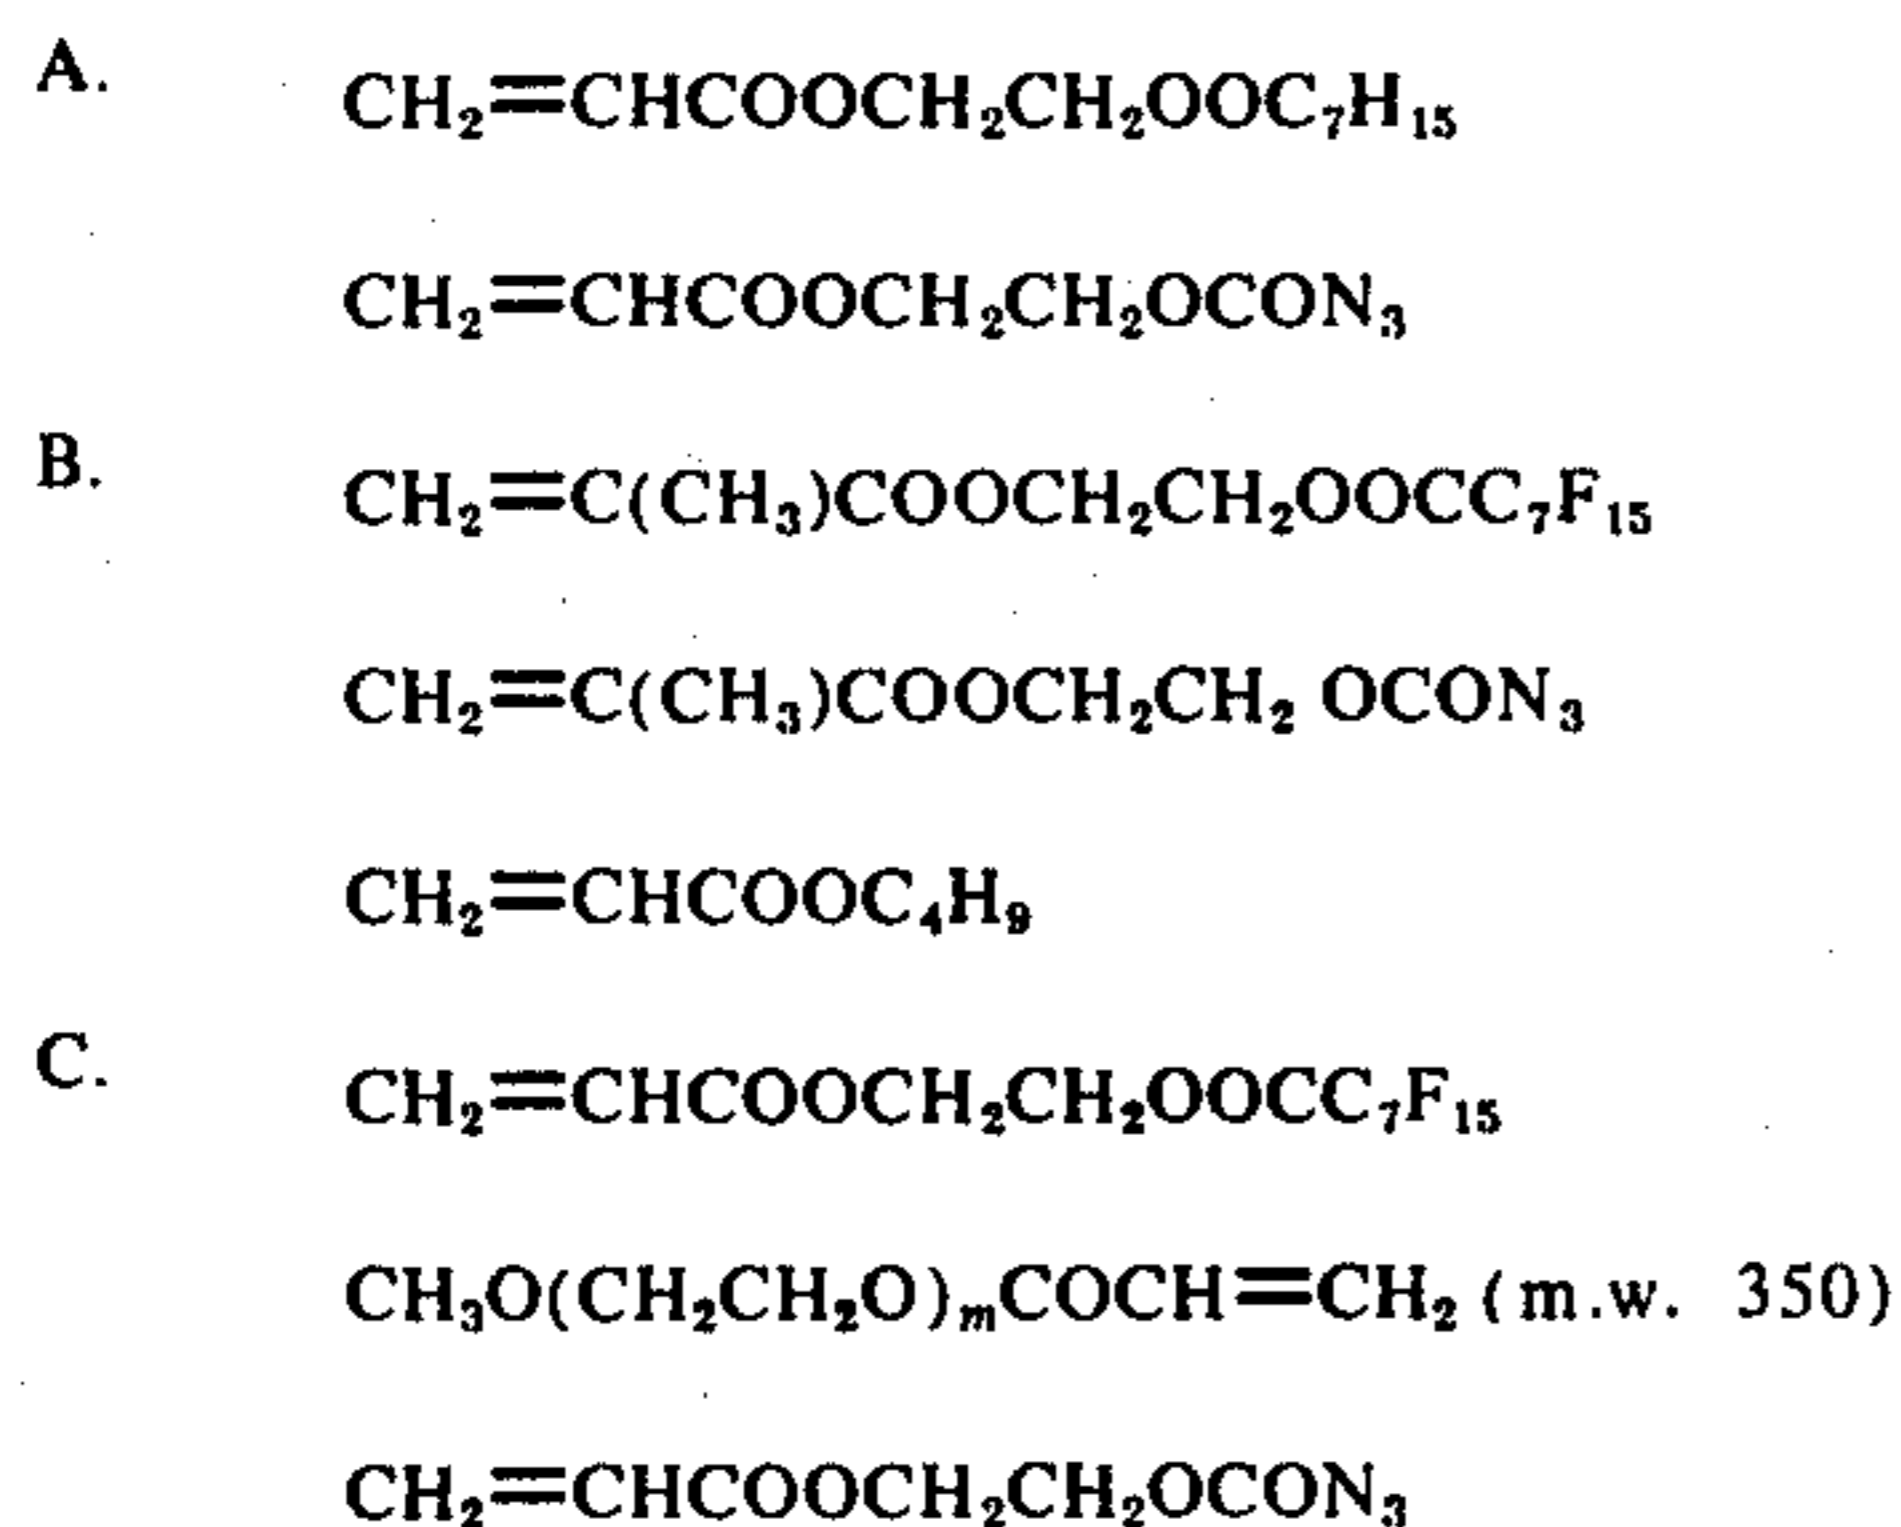 A. CH₂=CHCOOCH₂CH₂OOC₇H₁₅
CH₂=CHCOOCH₂CH₂OCON₃
B. CH₂=C(CH₃)COOCH₂CH₂OOCC₇F₁₅
CH₂=C(CH₃)COOCH₂CH₂ OCON₃
CH₂=CHCOOC₄H₉
C. CH₂=CHCOOCH₂CH₂OOCC₇F₁₅
CH₃O(CH₂CH₂O)ₘCOCH=CH₂ (m.w. 350)
CH₂=CHCOOCH₂CH₂OCON₃